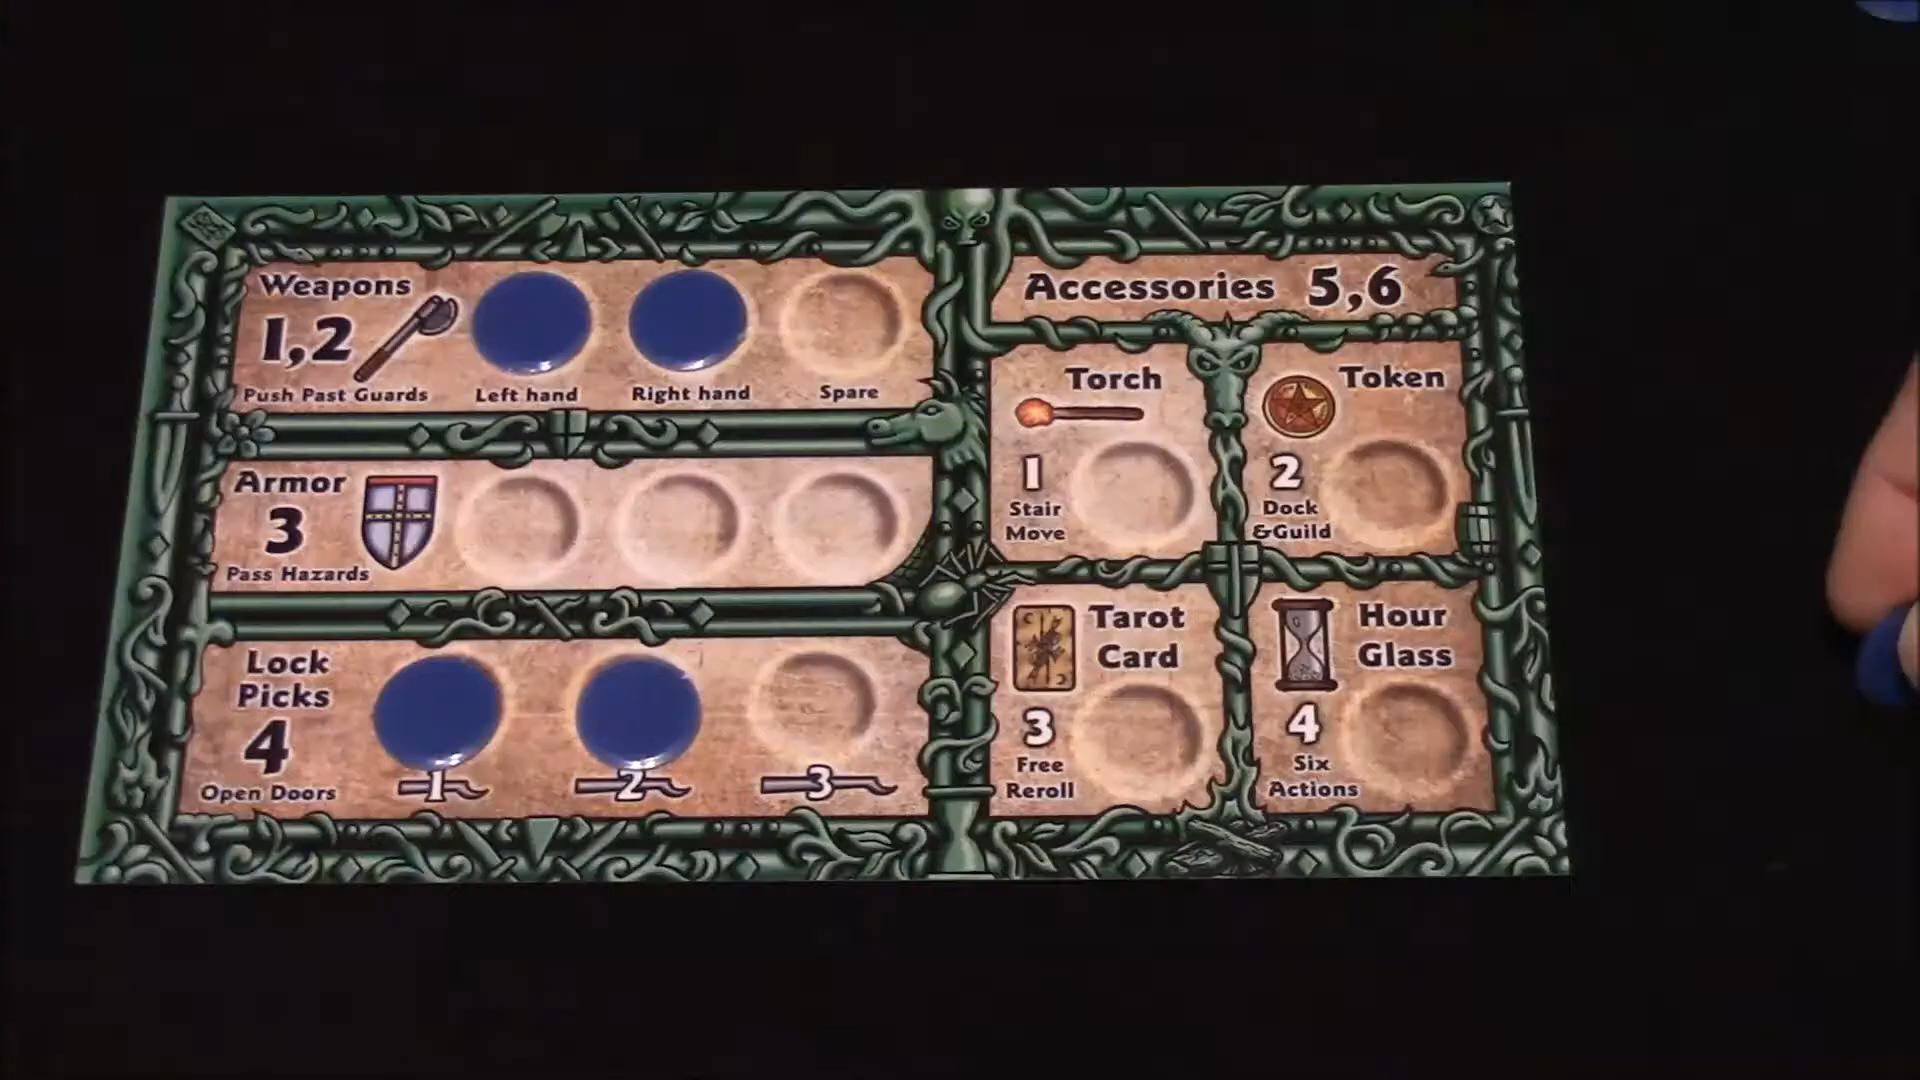 Weapons
1,2
Push Past Guards
Left hand
Right hand
Spare
Armor
3
Pass Hazards
Lock
Picks
4
Open Doors
1
2
3
Accessories 5,6
Torch
1
Stair
Move
Token
2
Dock
&Guild
Tarot
Card
3
Free
Reroll
Hour
Glass
4
Six
Actions